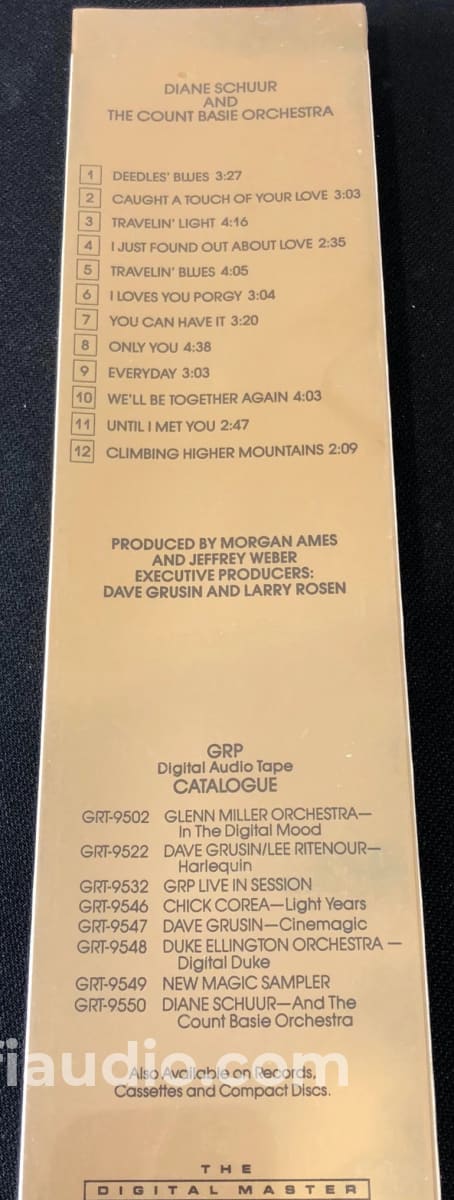 DIANE SCHUUR
AND
THE COUNT BASIE ORCHESTRA
1 DEEDLES' BLUES 3:27
2 CAUGHT A TOUCH OF YOUR LOVE 3:03
3 TRAVELIN' LIGHT 4:16
4 I JUST FOUND OUT ABOUT LOVE 2:35
5 TRAVELIN' BLUES 4:05
6 I LOVES YOU PORGY 3:04
7 YOU CAN HAVE IT 3:20
8 ONLY YOU 4:38
9 EVERYDAY 3:03
10 WE'LL BE TOGETHER AGAIN 4:03
11 UNTIL I MET YOU 2:47
12 CLIMBING HIGHER MOUNTAINS 2:09
PRODUCED BY MORGAN AMES
AND JEFFREY WEBER
EXECUTIVE PRODUCERS:
DAVE GRUSIN AND LARRY ROSEN
GRP
Digital Audio Tape
CATALOGUE
GRT-9502 GLENN MILLER ORCHESTRA—
In The Digital Mood
GRT-9522 DAVE GRUSIN/LEE RITENOUR—
Harlequin
GRT-9532 GRP LIVE IN SESSION
GRT-9546 CHICK COREA—Light Years
GRT-9547 DAVE GRUSIN—Cinemagic
GRT-9548 DUKE ELLINGTON ORCHESTRA —
Digital Duke
GRT-9549 NEW MAGIC SAMPLER
GRT-9550 DIANE SCHUUR—And The
Count Basie Orchestra
fiaudio.com
Also Available on Records,
Cassettes and Compact Discs.
THE
DIGITAL MASTER